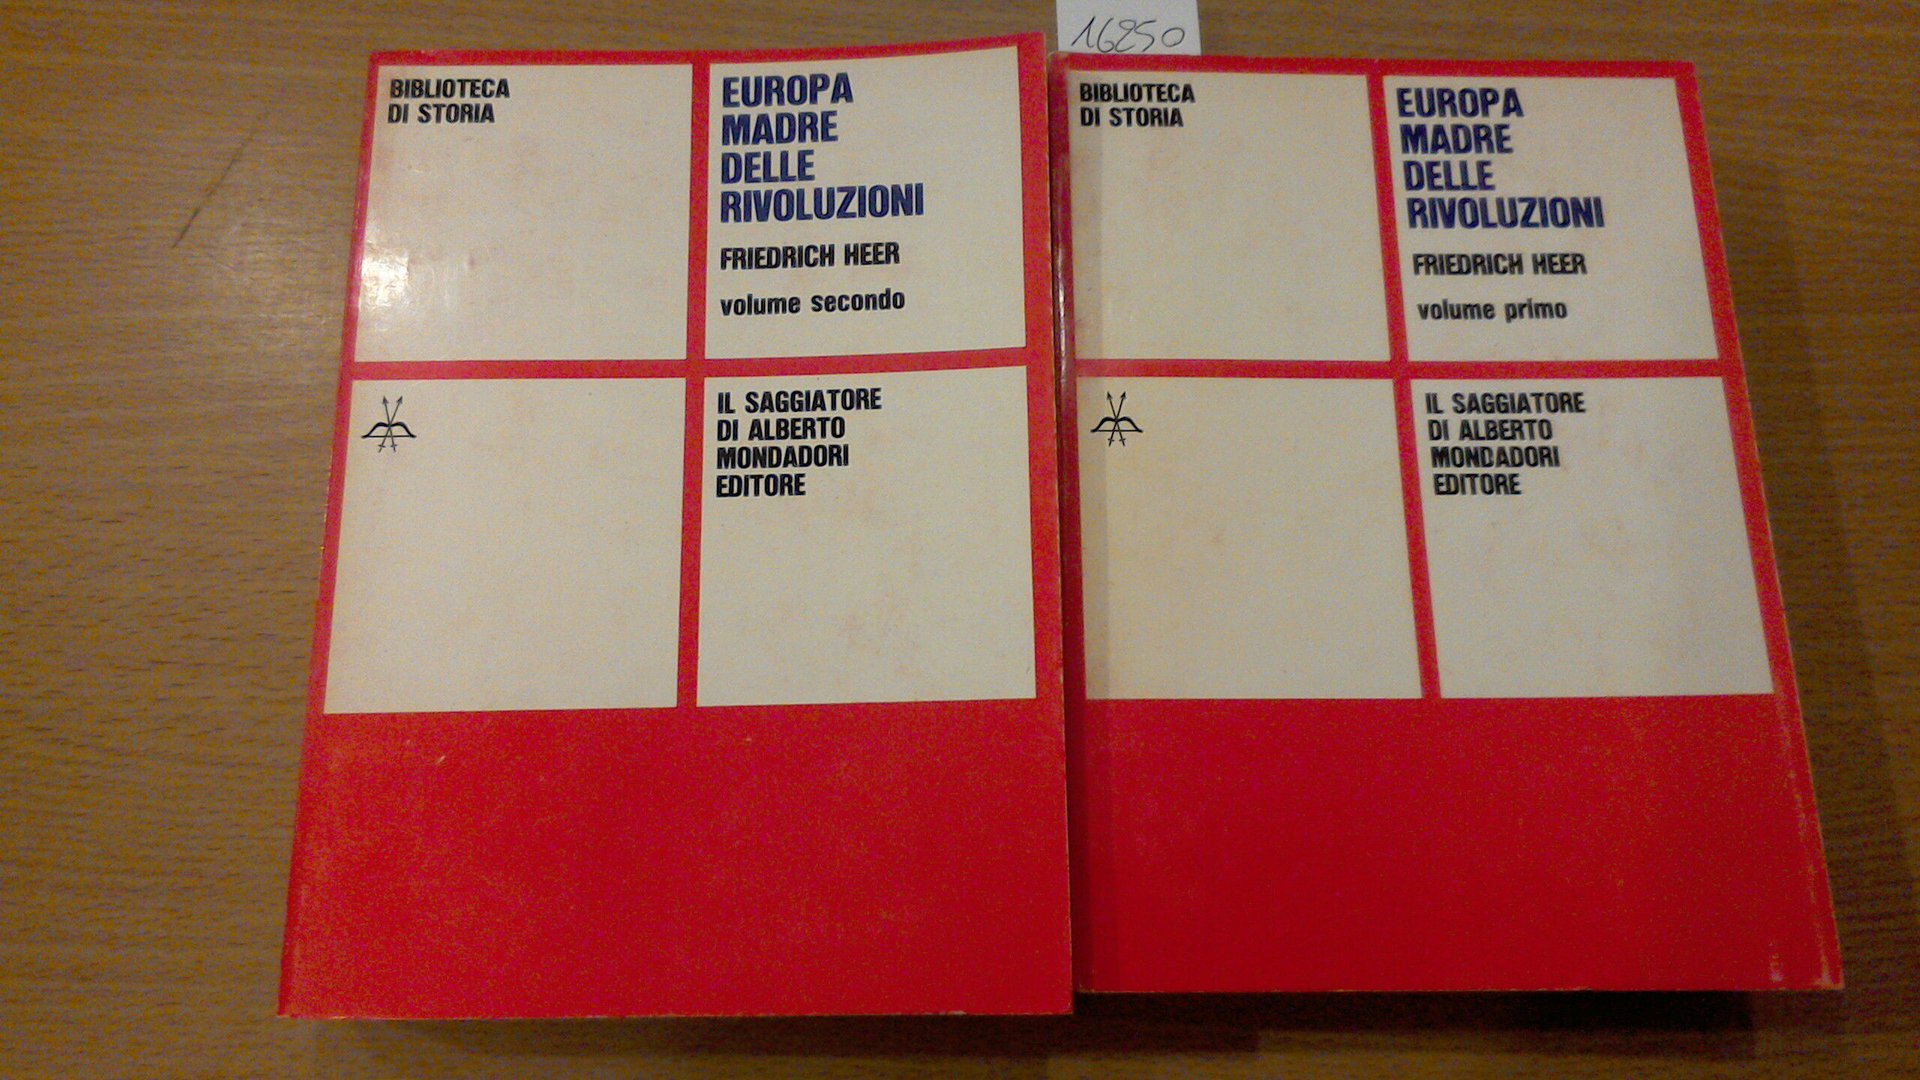 16250
BIBLIOTECA
DI STORIA
EUROPA
MADRE
DELLE
RIVOLUZIONI
FRIEDRICH HEER
volume secondo
IL SAGGIATORE
DI ALBERTO
MONDADORI
EDITORE
BIBLIOTECA
DI STORIA
EUROPA
MADRE
DELLE
RIVOLUZIONI
FRIEDRICH HEER
volume primo
IL SAGGIATORE
DI ALBERTO
MONDADORI
EDITORE